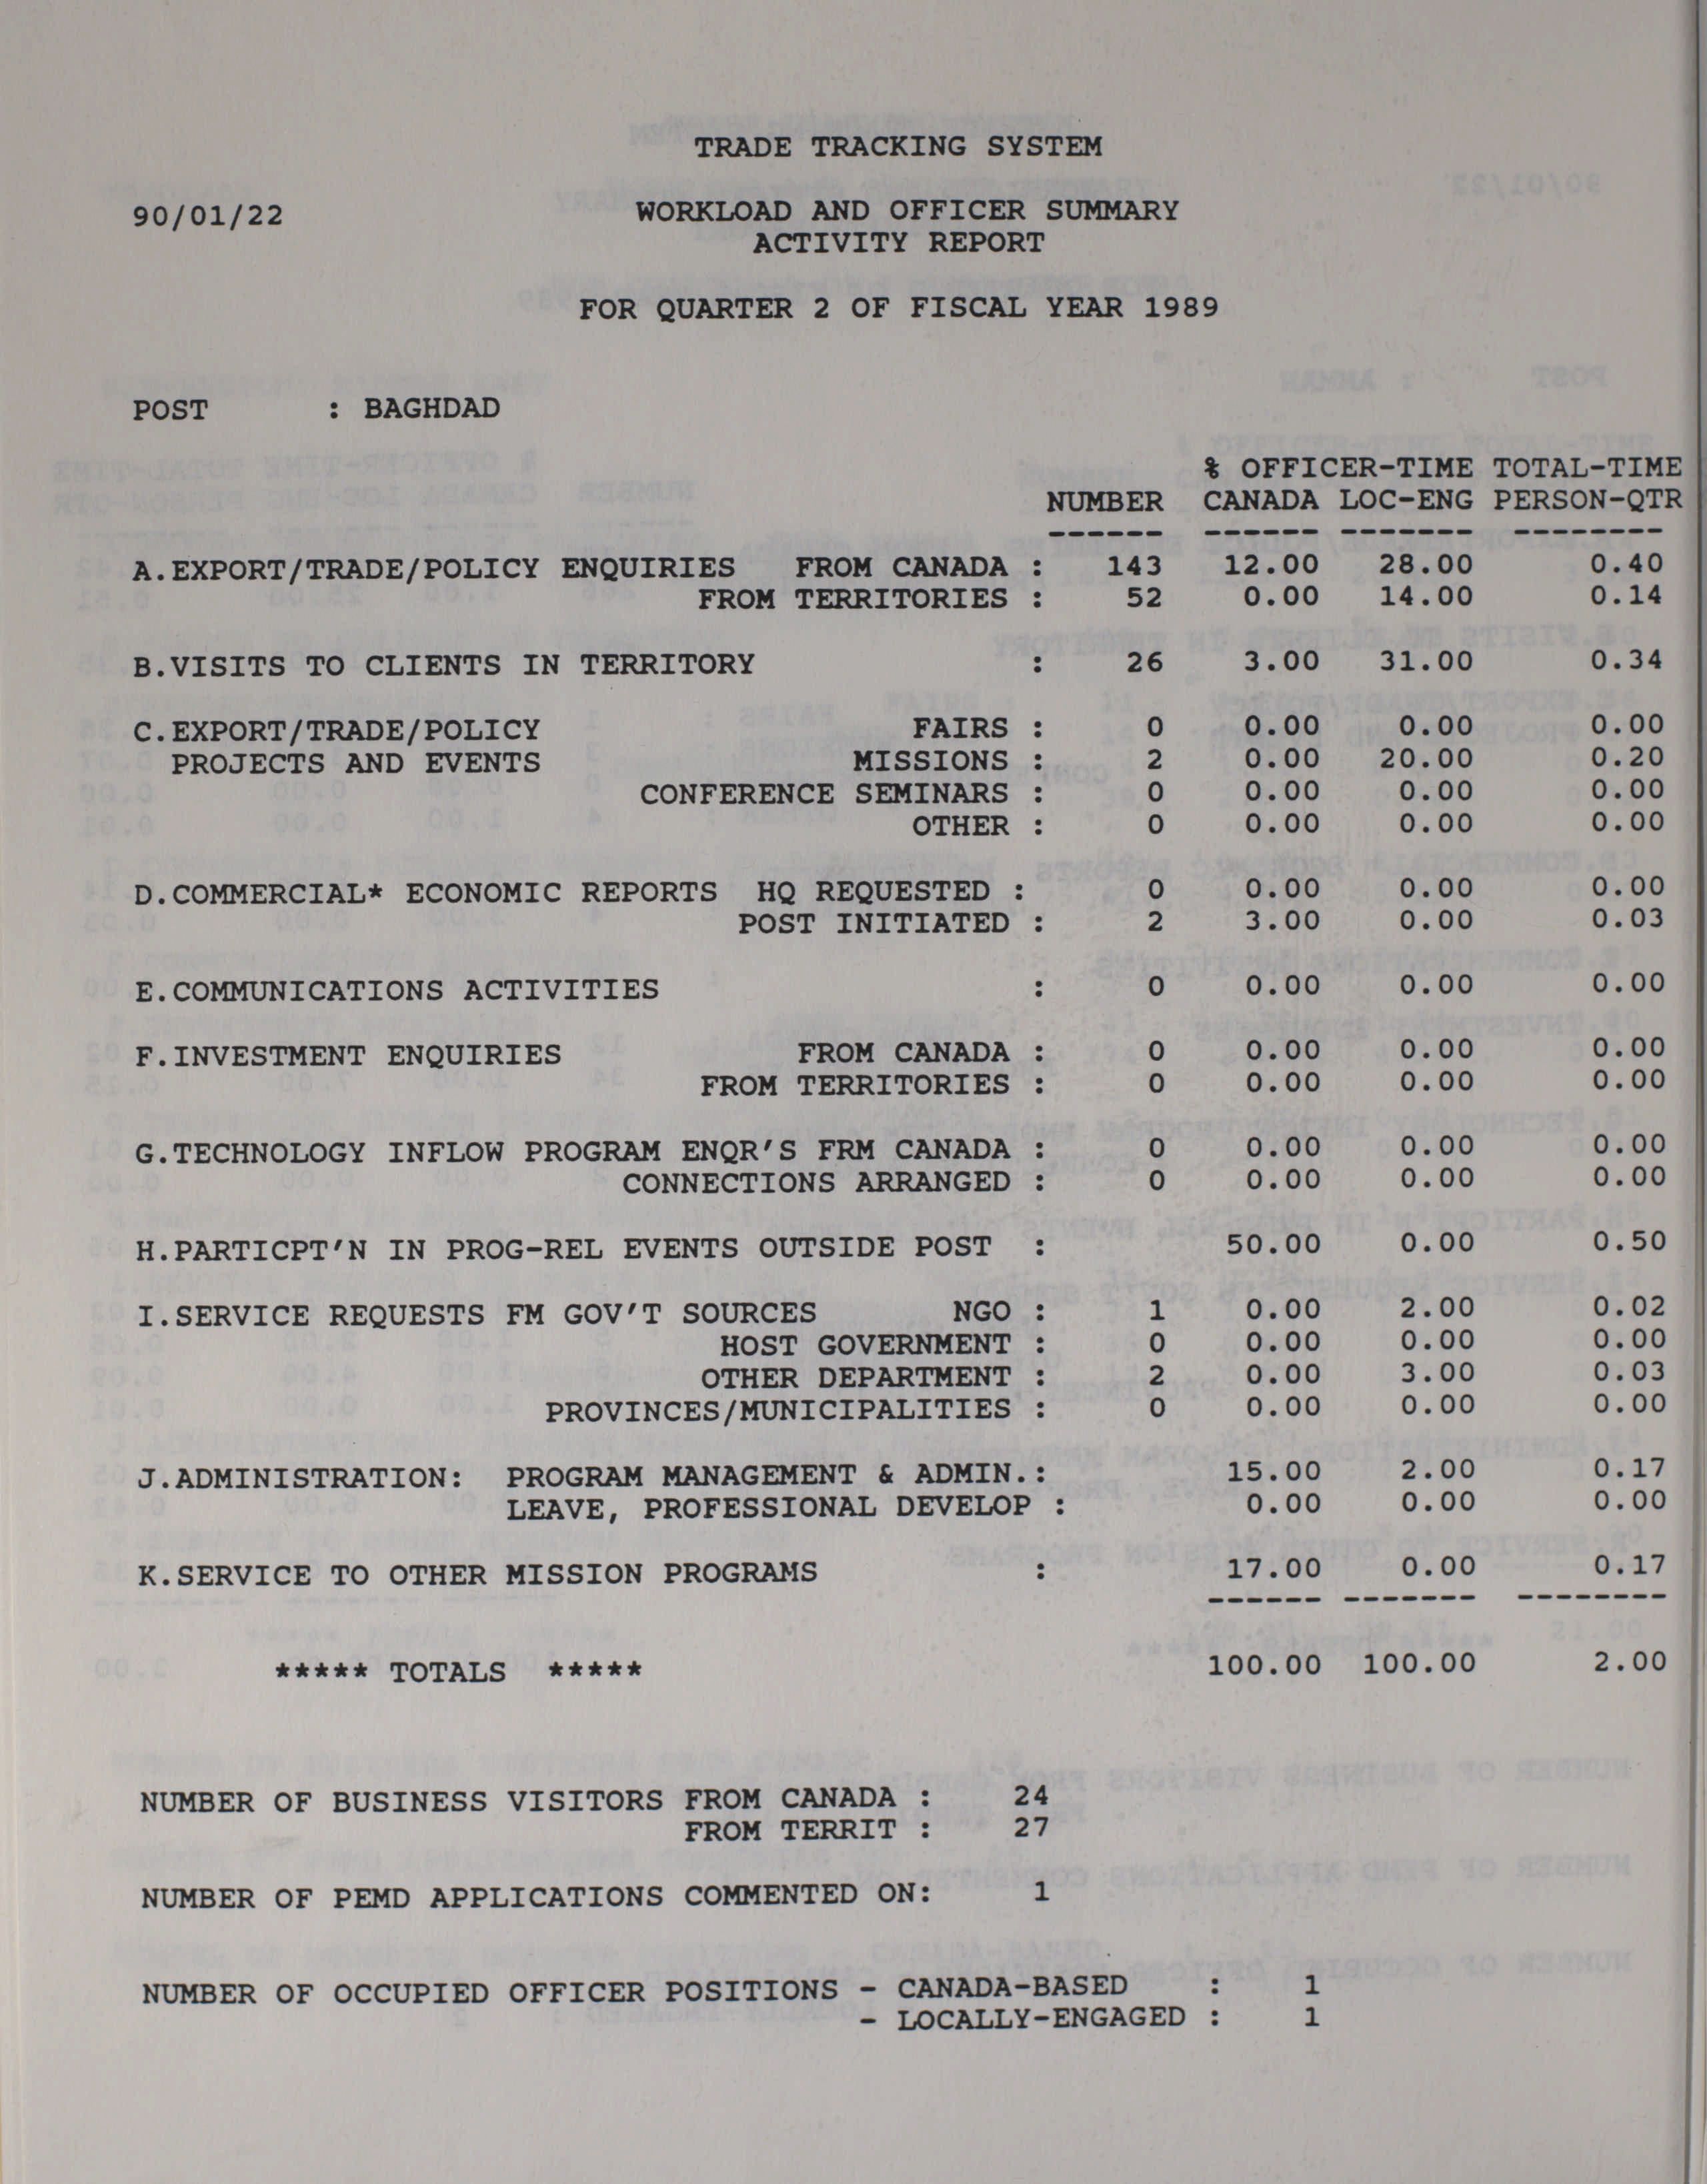 TRADE TRACKING SYSTEM
90/01/22 WORKLOAD AND OFFICER SUMMARY
ACTIVITY REPORT
FOR QUARTER 2 OF FISCAL YEAR 1989
POST : BAGHDAD
% OFFICER-TIME TOTAL-TIME
NUMBER CANADA LOC-ENG PERSON-QTR
------ ------ ------- --------
A.EXPORT/TRADE/POLICY ENQUIRIES FROM CANADA : 143 12.00 28.00 0.40
FROM TERRITORIES : 52 0.00 14.00 0.14
B.VISITS TO CLIENTS IN TERRITORY : 26 3.00 31.00 0.34
C.EXPORT/TRADE/POLICY FAIRS : 0 0.00 0.00 0.00
PROJECTS AND EVENTS MISSIONS : 2 0.00 20.00 0.20
CONFERENCE SEMINARS : 0 0.00 0.00 0.00
OTHER : 0 0.00 0.00 0.00
D.COMMERCIAL* ECONOMIC REPORTS HQ REQUESTED : 0 0.00 0.00 0.00
POST INITIATED : 2 3.00 0.00 0.03
E.COMMUNICATIONS ACTIVITIES : 0 0.00 0.00 0.00
F.INVESTMENT ENQUIRIES FROM CANADA : 0 0.00 0.00 0.00
FROM TERRITORIES : 0 0.00 0.00 0.00
G.TECHNOLOGY INFLOW PROGRAM ENQR'S FRM CANADA : 0 0.00 0.00 0.00
CONNECTIONS ARRANGED : 0 0.00 0.00 0.00
H.PARTICPT'N IN PROG-REL EVENTS OUTSIDE POST : 50.00 0.00 0.50
I.SERVICE REQUESTS FM GOV'T SOURCES NGO : 1 0.00 2.00 0.02
HOST GOVERNMENT : 0 0.00 0.00 0.00
OTHER DEPARTMENT : 2 0.00 3.00 0.03
PROVINCES/MUNICIPALITIES : 0 0.00 0.00 0.00
J.ADMINISTRATION: PROGRAM MANAGEMENT & ADMIN.: 15.00 2.00 0.17
LEAVE, PROFESSIONAL DEVELOP : 0.00 0.00 0.00
K.SERVICE TO OTHER MISSION PROGRAMS : 17.00 0.00 0.17
------ ------- --------
***** TOTALS ***** 100.00 100.00 2.00
NUMBER OF BUSINESS VISITORS FROM CANADA : 24
FROM TERRIT : 27
NUMBER OF PEMD APPLICATIONS COMMENTED ON: 1
NUMBER OF OCCUPIED OFFICER POSITIONS - CANADA-BASED : 1
- LOCALLY-ENGAGED : 1